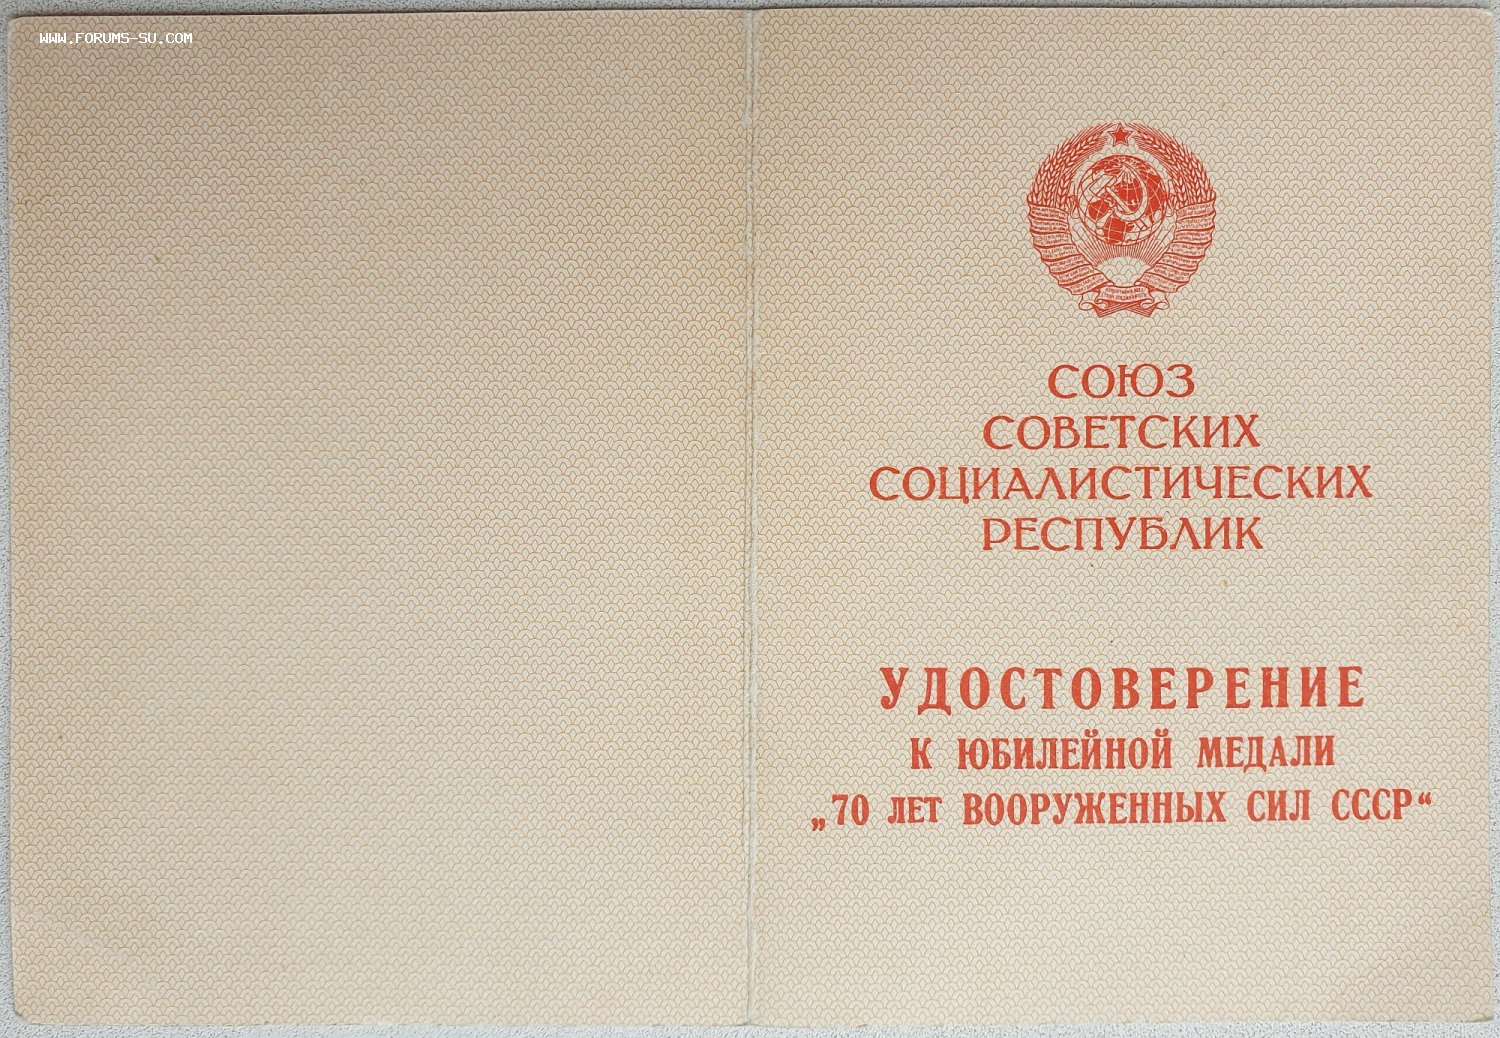 WWW.FORUMS-SU.COM
СОЮЗ
СОВЕТСКИХ
СОЦИАЛИСТИЧЕСКИХ
РЕСПУБЛИК
УДОСТОВЕРЕНИЕ
К ЮБИЛЕЙНОЙ МЕДАЛИ
„70 ЛЕТ ВООРУЖЕННЫХ СИЛ СССР“